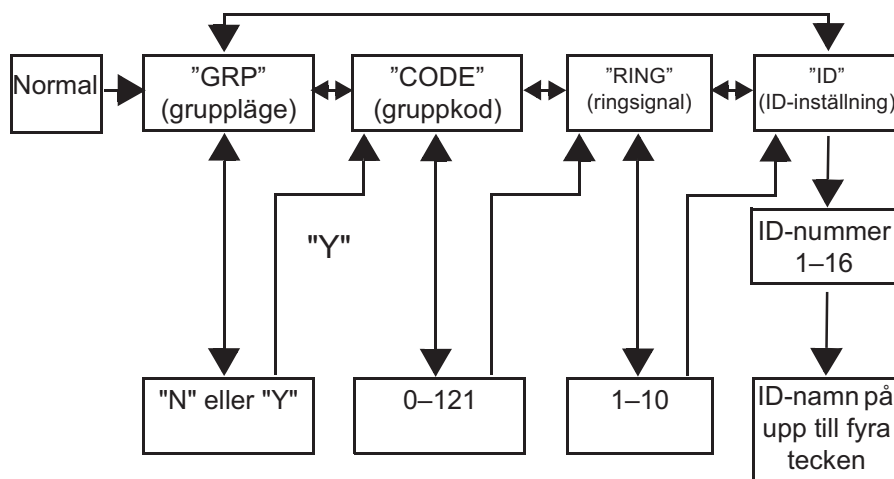 Normal
"GRP"
(gruppläge)
"CODE"
(gruppkod)
"RING"
(ringsignal)
"ID"
(ID-inställning)
"Y"
ID-nummer
1–16
"N" eller "Y"
0–121
1–10
ID-namn på
upp till fyra
tecken